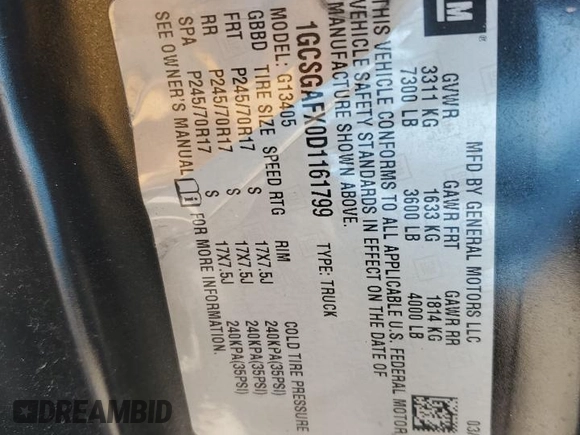 GM ®
MFD BY GENERAL MOTORS LLC 03/
GVWR GAWR FRT GAWR RR
3311 KG 1633 KG 1814 KG
7300 LB 3600 LB 4000 LB
THIS VEHICLE CONFORMS TO ALL APPLICABLE U.S. FEDERAL MOTOR
VEHICLE SAFETY STANDARDS IN EFFECT ON THE DATE OF
MANUFACTURE SHOWN ABOVE.
1GCSGAFX0D1161799 TYPE: TRUCK
MODEL: G13405
GBBD TIRE SIZE SPEED RTG RIM COLD TIRE PRESSURE
FRT P245/70R17 S 17X7.5J 240KPA(35PSI)
RR P245/70R17 S 17X7.5J 240KPA(35PSI)
SPA P245/70R17 S 17X7.5J 240KPA(35PSI)
SEE OWNER'S MANUAL i FOR MORE INFORMATION.
DREAMBID